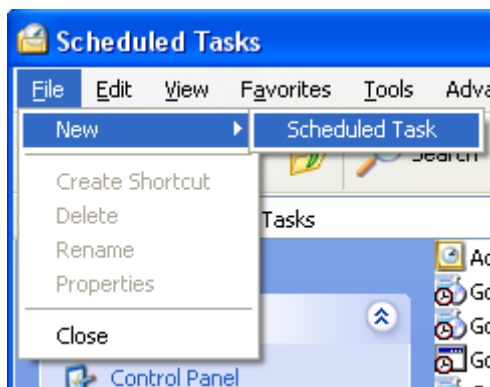 Scheduled Tasks
File Edit View Favorites Tools
New Scheduled Task
Search
Create Shortcut
Delete
Tasks
Rename
Properties
Close
Control Panel